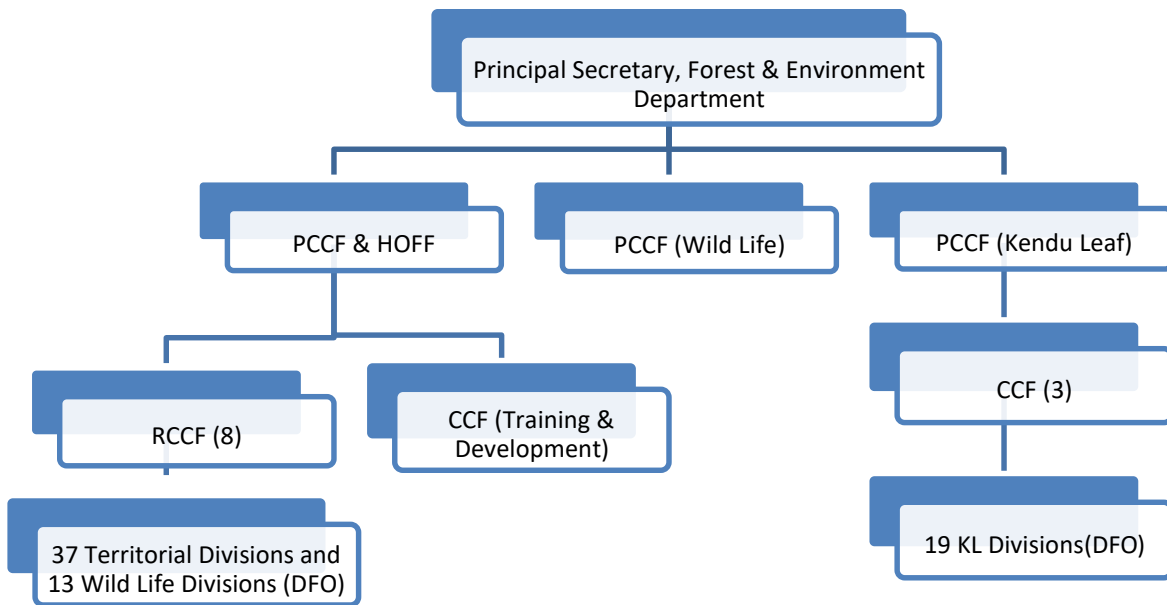 Principal Secretary, Forest & Environment
Department
PCCF & HOFF
PCCF (Wild Life)
PCCF (Kendu Leaf)
RCCF (8)
CCF (Training &
Development)
CCF (3)
37 Territorial Divisions and
13 Wild Life Divisions (DFO)
19 KL Divisions(DFO)